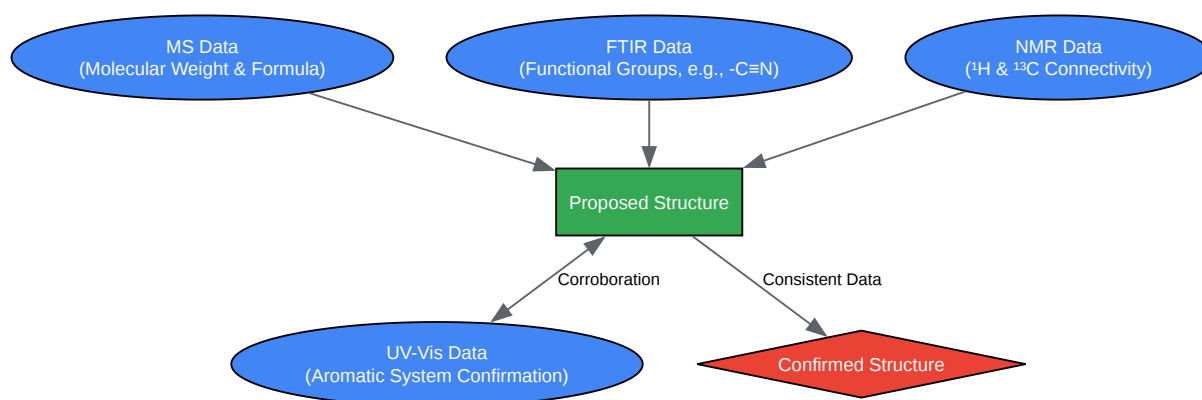 MS Data
(Molecular Weight & Formula)
FTIR Data
(Functional Groups, e.g., -C≡N)
NMR Data
(¹H & ¹³C Connectivity)
Proposed Structure
Corroboration
Consistent Data
UV-Vis Data
(Aromatic System Confirmation)
Confirmed Structure